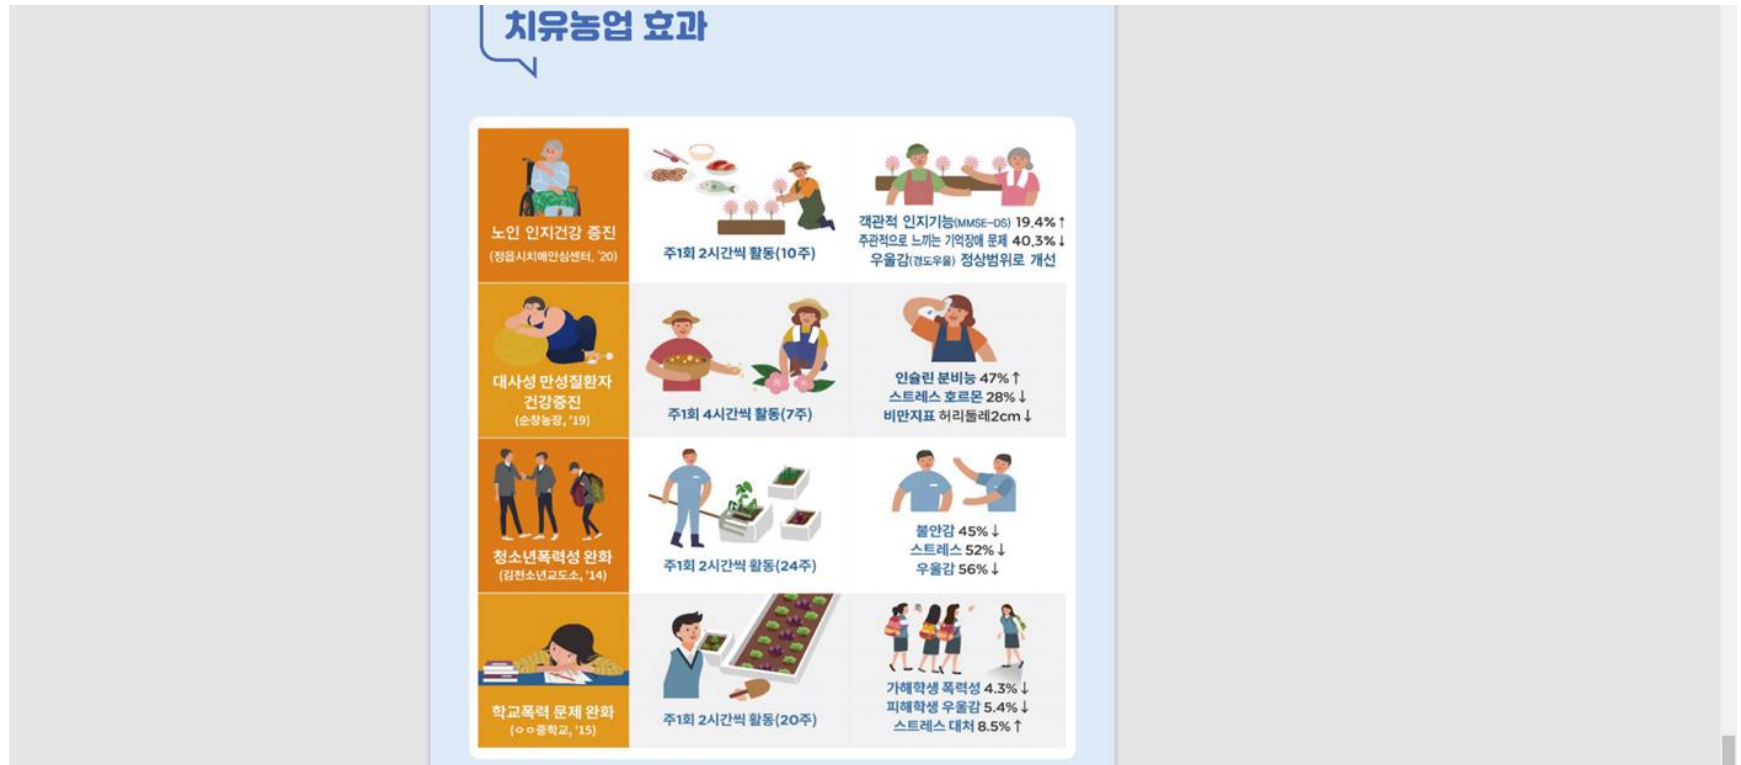 치유농업 효과
노인 인지건강 증진
(정읍시치매안심센터, '20)
주1회 2시간씩 활동(10주)
객관적 인지기능(MMSE-DS) 19.4%↑
주관적으로 느끼는 기억장애 문제 40.3%↓
우울감(경도우울) 정상범위로 개선
대사성 만성질환자
건강증진
(순창농장, '19)
주1회 4시간씩 활동(7주)
인슐린 분비능 47%↑
스트레스 호르몬 28%↓
비만지표 허리둘레2cm↓
청소년폭력성 완화
(김천소년교도소, '14)
주1회 2시간씩 활동(24주)
불안감 45%↓
스트레스 52%↓
우울감 56%↓
학교폭력 문제 완화
(ㅇㅇ중학교, '15)
주1회 2시간씩 활동(20주)
가해학생 폭력성 4.3%↓
피해학생 우울감 5.4%↓
스트레스 대처 8.5%↑